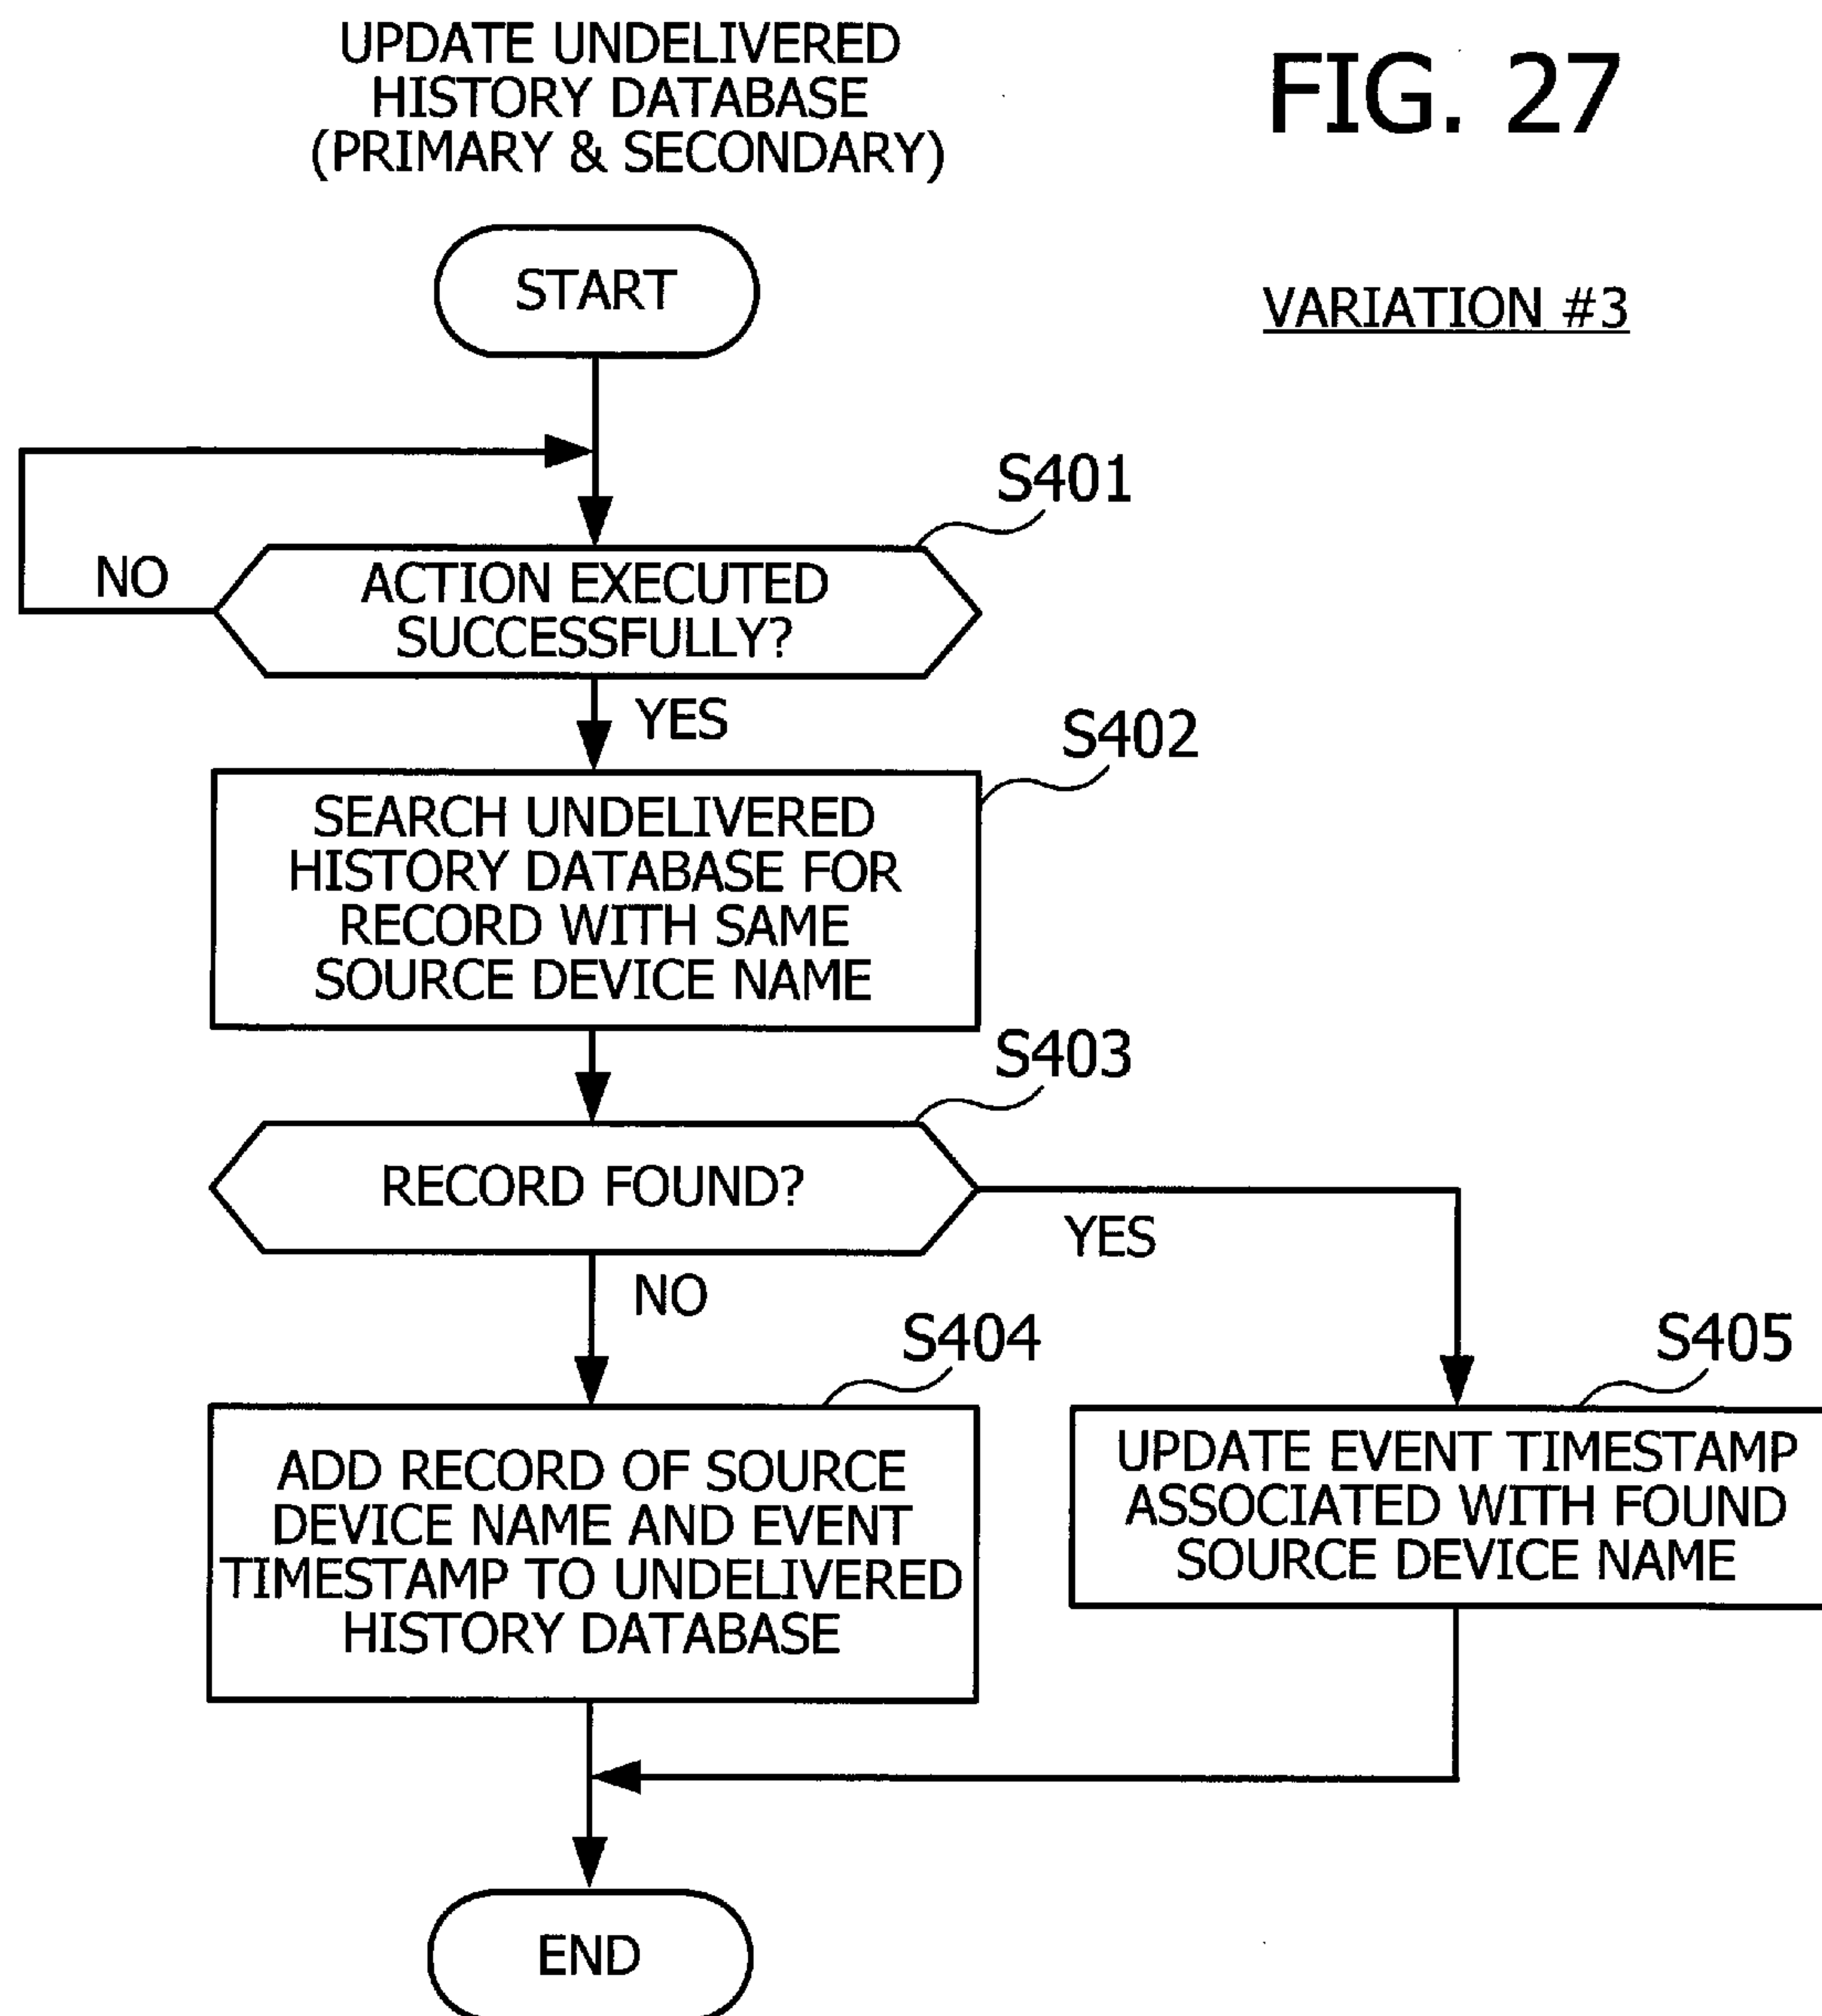 UPDATE UNDELIVERED
HISTORY DATABASE
(PRIMARY & SECONDARY)
FIG. 27
VARIATION #3
START
S401
NO
ACTION EXECUTED
SUCCESSFULLY?
YES
S402
SEARCH UNDELIVERED
HISTORY DATABASE FOR
RECORD WITH SAME
SOURCE DEVICE NAME
S403
RECORD FOUND?
YES
NO
S404
ADD RECORD OF SOURCE
DEVICE NAME AND EVENT
TIMESTAMP TO UNDELIVERED
HISTORY DATABASE
S405
UPDATE EVENT TIMESTAMP
ASSOCIATED WITH FOUND
SOURCE DEVICE NAME
END